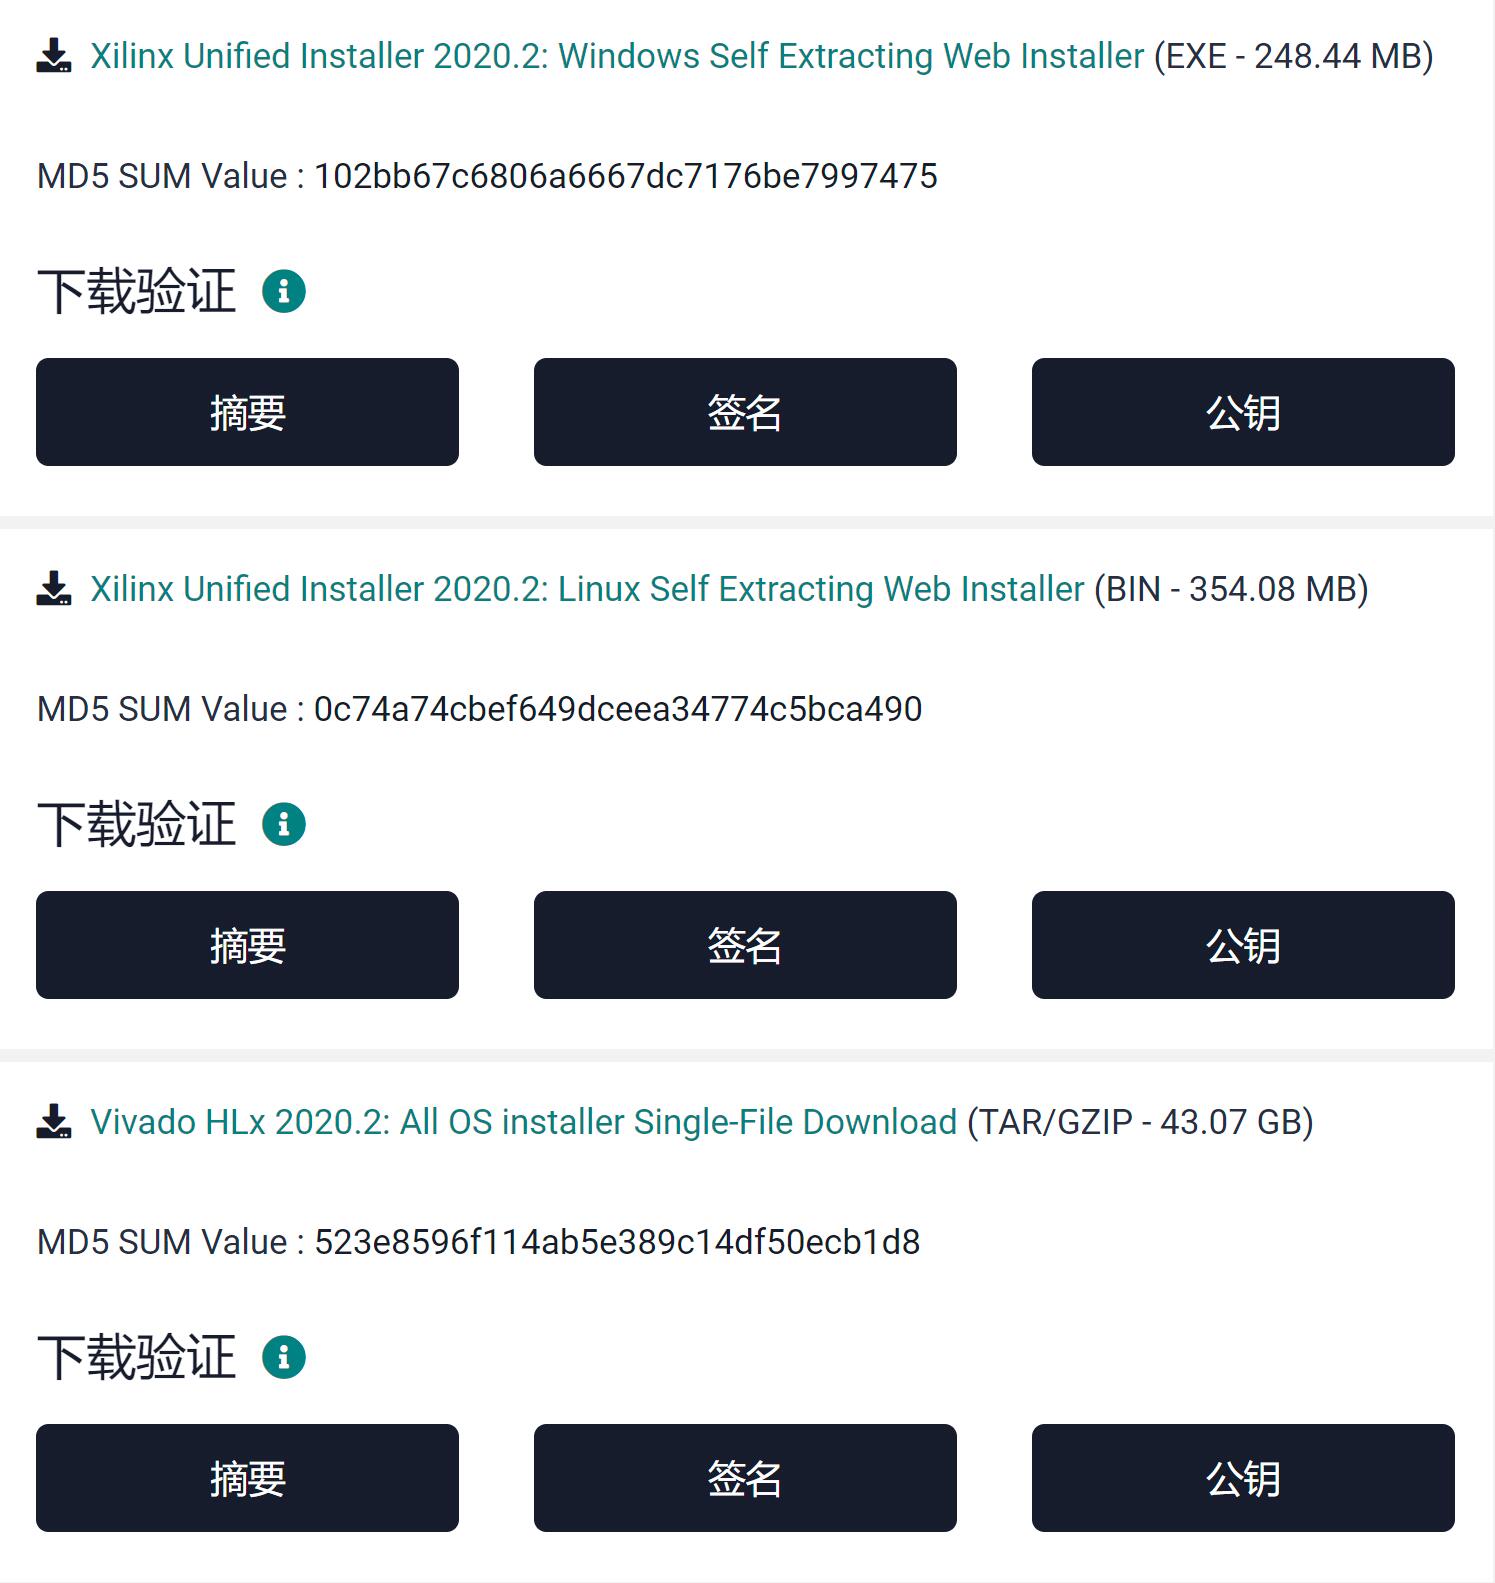 Xilinx Unified Installer 2020.2: Windows Self Extracting Web Installer (EXE - 248.44 MB)
MD5 SUM Value : 102bb67c6806a6667dc7176be7997475
下载验证
摘要 签名 公钥
Xilinx Unified Installer 2020.2: Linux Self Extracting Web Installer (BIN - 354.08 MB)
MD5 SUM Value : 0c74a74cbef649dceea34774c5bca490
下载验证
摘要 签名 公钥
Vivado HLx 2020.2: All OS installer Single-File Download (TAR/GZIP - 43.07 GB)
MD5 SUM Value : 523e8596f114ab5e389c14df50ecb1d8
下载验证
摘要 签名 公钥